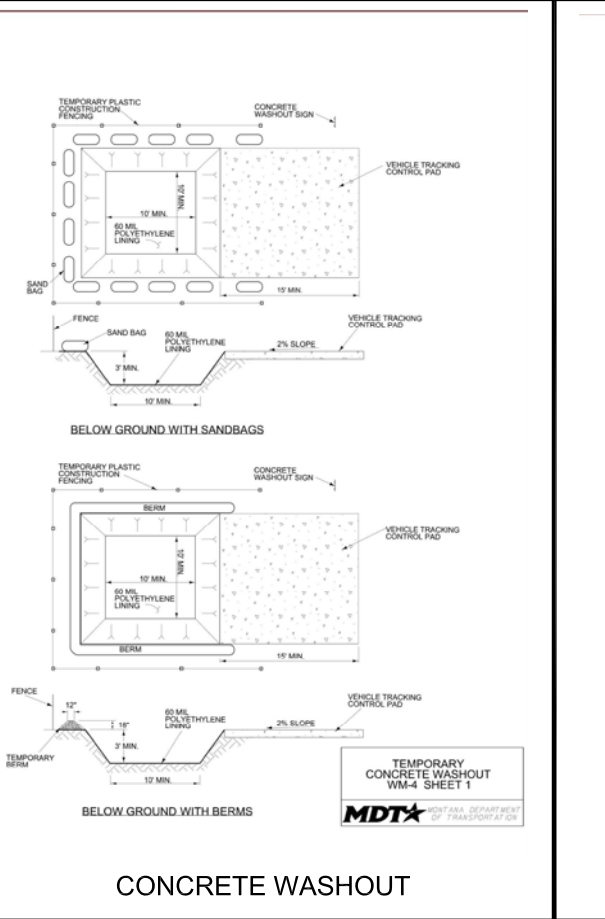 TEMPORARY PLASTIC
CONSTRUCTION
FENCING
CONCRETE
WASHOUT SIGN
VEHICLE TRACKING
CONTROL PAD
10' MIN.
10' MIN.
60 MIL
POLYETHYLENE
LINING
SAND
BAG
15' MIN.
FENCE
SAND BAG
60 MIL
POLYETHYLENE
LINING
VEHICLE TRACKING
CONTROL PAD
2% SLOPE
3' MIN.
10' MIN.
BELOW GROUND WITH SANDBAGS
TEMPORARY PLASTIC
CONSTRUCTION
FENCING
CONCRETE
WASHOUT SIGN
BERM
VEHICLE TRACKING
CONTROL PAD
10' MIN.
10' MIN.
60 MIL
POLYETHYLENE
LINING
BERM
15' MIN.
FENCE
12"
18"
60 MIL
POLYETHYLENE
LINING
VEHICLE TRACKING
CONTROL PAD
2% SLOPE
3' MIN.
TEMPORARY
BERM
10' MIN.
BELOW GROUND WITH BERMS
TEMPORARY
CONCRETE WASHOUT
WM-4 SHEET 1
MDT MONTANA DEPARTMENT
OF TRANSPORTATION
CONCRETE WASHOUT